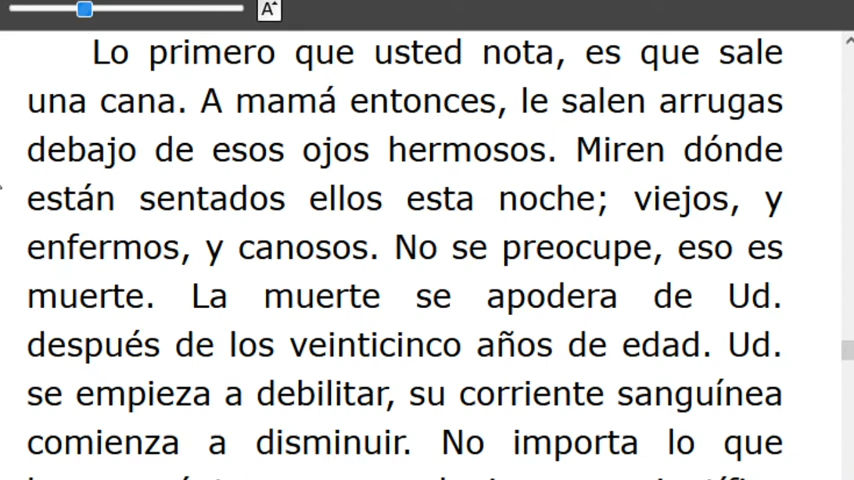 A
Lo primero que usted nota, es que sale
una cana. A mamá entonces, le salen arrugas
debajo de esos ojos hermosos. Miren dónde
están sentados ellos esta noche; viejos, y
enfermos, y canosos. No se preocupe, eso es
muerte. La muerte se apodera de Ud.
después de los veinticinco años de edad. Ud.
se empieza a debilitar, su corriente sanguínea
comienza a disminuir. No importa lo que